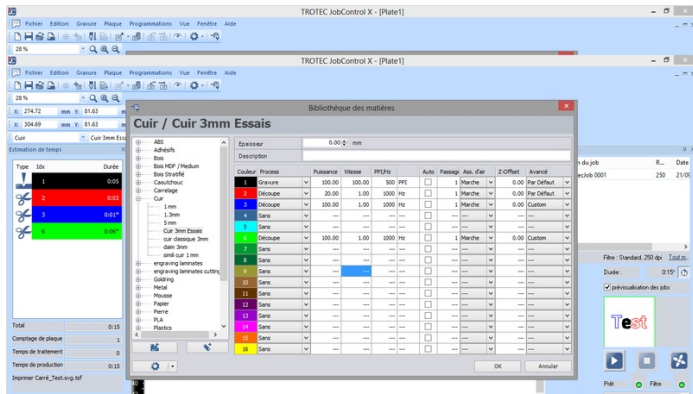 TROTEC JobControl X - [Plate1]
Fichier Edition Gravure Plaque Programmations Vue Fenêtre Aide
28 %
TROTEC JobControl X - [Plate1]
Fichier Edition Gravure Plaque Programmations Vue Fenêtre Aide
28 %
X: 274.72 mm Y: 81.63
X: 304.69 mm Y: 81.63
Cuir Cuir 3mm Essa
Estimation de temps
Type Idx Durée
1 0:05
2 0:03
3 0:01*
6 0:06*
Total 0:15
Comptage de plaque 1
Temps de traitement 0
Temps de production 0:15
Imprimer Carré_Test.svg.tsf
Bibliothèque des matières
Cuir / Cuir 3mm Essais
ABS
Adhésifs
Bois
Bois MDF / Medium
Bois Stratifié
Caoutchouc
Carrelage
Cuir
1 mm
1.3mm
5 mm
Cuir 3mm Essais
cuir classique 3mm
daim 3mm
simili cuir 1 mm
engraving laminates
engraving laminates cutting
Goldring
Metal
Mousse
Papier
Pierre
PLA
Plastics
Epaisseur 0.00 mm
Description
Couleur Process Puissance Vitesse PPI/Hz Auto Passag Ass. d'air Z-Offset Avancé
1 Gravure 100.00 100.00 500 PPI 1 Marche 0.00 Par Défaut
2 Découpe 20.00 1.00 1000 Hz 1 Marche 0.00 Par Défaut
3 Découpe 100.00 1.00 1000 Hz 1 Marche 0.00 Custom
4 Sans --- --- --- --- --- --- ---
5 Sans --- --- --- --- --- --- ---
6 Découpe 100.00 1.00 1000 Hz 1 Marche 0.00 Custom
7 Sans --- --- --- --- --- --- ---
8 Sans --- --- --- --- --- --- ---
9 Sans --- --- --- --- --- --- ---
10 Sans --- --- --- --- --- --- ---
11 Sans --- --- --- --- --- --- ---
12 Sans --- --- --- --- --- --- ---
13 Sans --- --- --- --- --- --- ---
14 Sans --- --- --- --- --- --- ---
15 Sans --- --- --- --- --- --- ---
16 Sans --- --- --- --- --- --- ---
OK Annuler
n du job R... Date
ecJob 0001 250 21/09
Filtre : Standard, 250 dpi Tout m..
Durée : 0:15*
prévisualisation des jobs
Test
Prêt Filtre